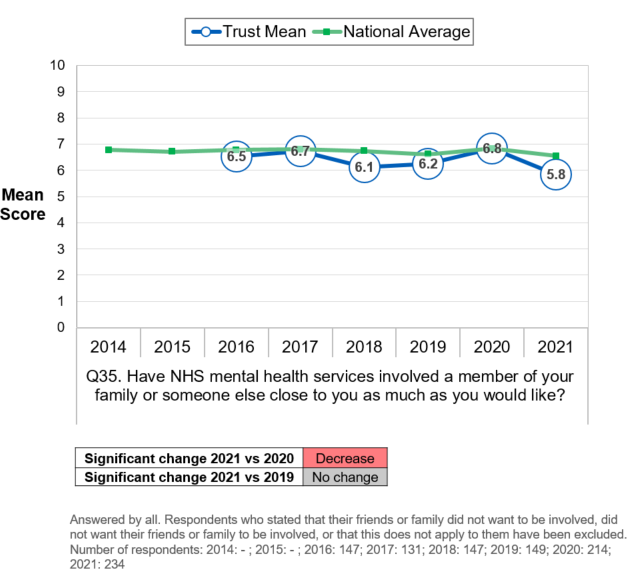 Trust Mean National Average
10
9
8
7
6
5
4
3
2
1
0
Mean
Score
6.5 6.7 6.1 6.2 6.8 5.8
2014 2015 2016 2017 2018 2019 2020 2021
Q35. Have NHS mental health services involved a member of your
family or someone else close to you as much as you would like?
Significant change 2021 vs 2020 Decrease
Significant change 2021 vs 2019 No change
Answered by all. Respondents who stated that their friends or family did not want to be involved, did
not want their friends or family to be involved, or that this does not apply to them have been excluded.
Number of respondents: 2014: - ; 2015: - ; 2016: 147; 2017: 131; 2018: 147; 2019: 149; 2020: 214;
2021: 234